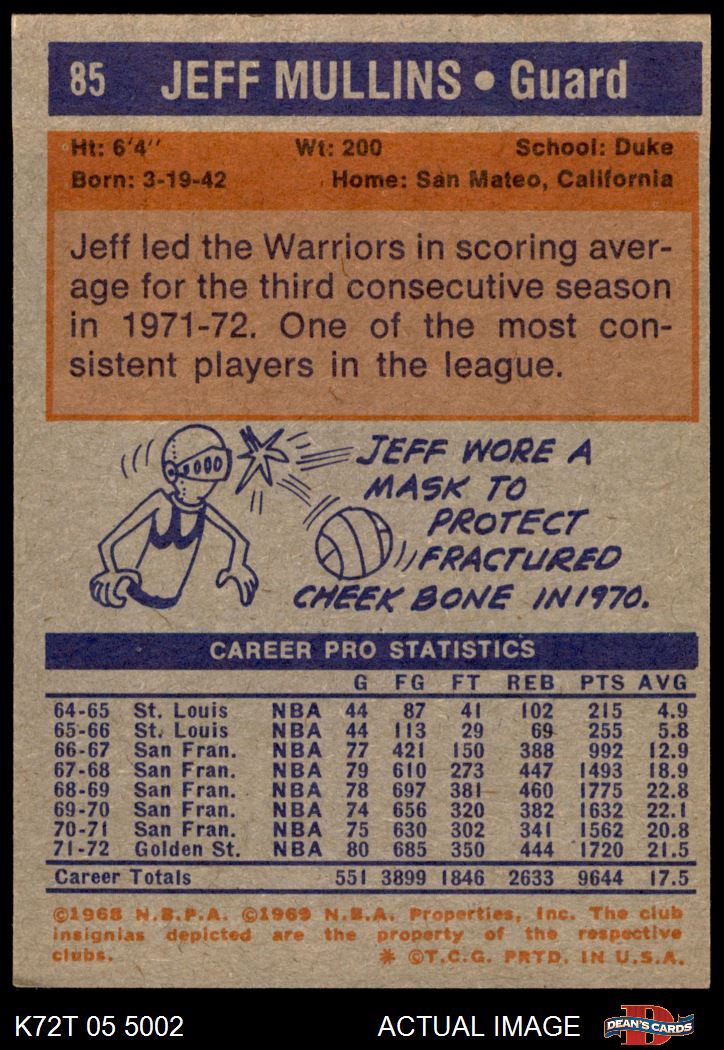 85 JEFF MULLINS • Guard
Ht: 6'4'' Wt: 200 School: Duke
Born: 3-19-42 Home: San Mateo, California
Jeff led the Warriors in scoring aver-
age for the third consecutive season
in 1971-72. One of the most con-
sistent players in the league.
JEFF WORE A
MASK TO
PROTECT
FRACTURED
CHEEK BONE IN 1970.
CAREER PRO STATISTICS
G FG FT REB PTS AVG
64-65 St. Louis NBA 44 87 41 102 215 4.9
65-66 St. Louis NBA 44 113 29 69 255 5.8
66-67 San Fran. NBA 77 421 150 388 992 12.9
67-68 San Fran. NBA 79 610 273 447 1493 18.9
68-69 San Fran. NBA 78 697 381 460 1775 22.8
69-70 San Fran. NBA 74 656 320 382 1632 22.1
70-71 San Fran. NBA 75 630 302 341 1562 20.8
71-72 Golden St. NBA 80 685 350 444 1720 21.5
Career Totals 551 3899 1846 2633 9644 17.5
©1968 N.B.P.A. ©1969 N.B.A. Properties, Inc. The club
insignias depicted are the property of the respective
clubs. * ©T.C.G. PRTD. IN U.S.A.
K72T 05 5002 ACTUAL IMAGE DEAN'S CARDS